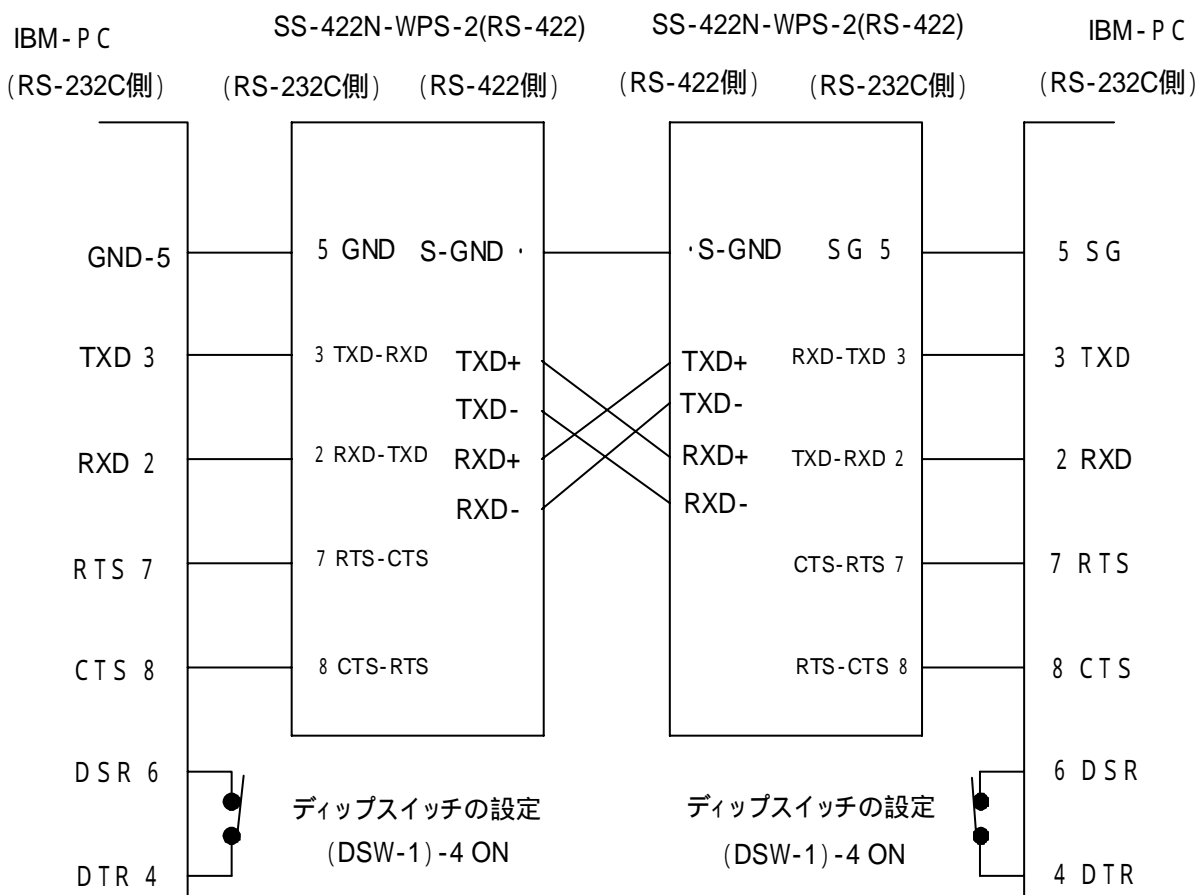 IBM-PC
SS-422N-WPS-2(RS-422)
SS-422N-WPS-2(RS-422)
IBM-PC
(RS-232C側)
(RS-232C側)
(RS-422側)
(RS-422側)
(RS-232C側)
(RS-232C側)
GND-5
5 GND
S-GND ・
・S-GND
SG 5
5 SG
TXD 3
3 TXD-RXD
TXD+
TXD+
RXD-TXD 3
3 TXD
TXD-
TXD-
RXD 2
2 RXD-TXD
RXD+
RXD+
TXD-RXD 2
2 RXD
RXD-
RXD-
RTS 7
7 RTS-CTS
CTS-RTS 7
7 RTS
CTS 8
8 CTS-RTS
RTS-CTS 8
8 CTS
DSR 6
6 DSR
ディップスイッチの設定
ディップスイッチの設定
(DSW-1)-4 ON
(DSW-1)-4 ON
DTR 4
4 DTR